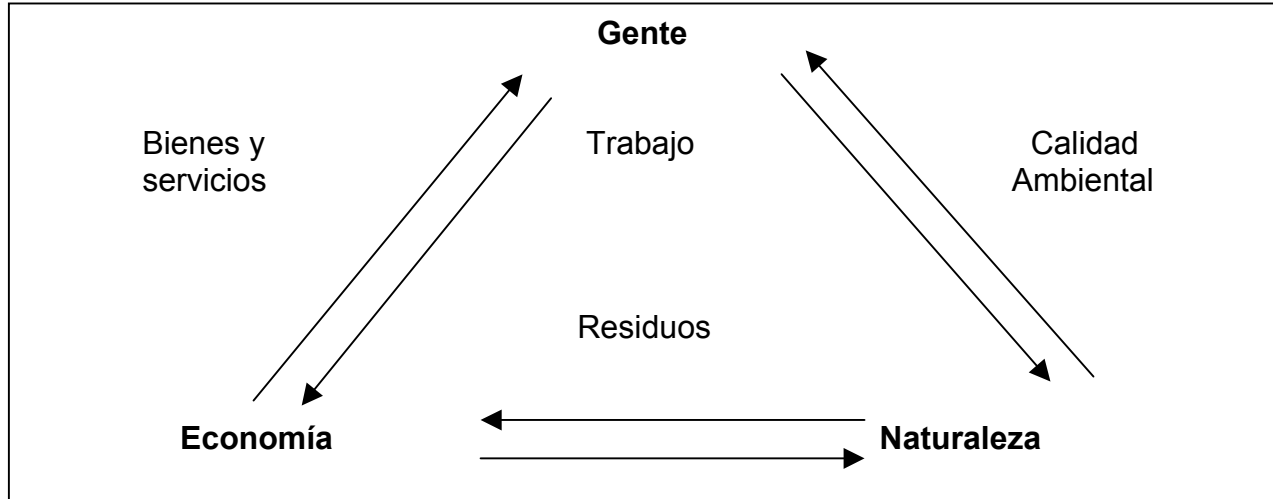 Gente
Bienes y
servicios
Trabajo
Calidad
Ambiental
Residuos
Economía
Naturaleza